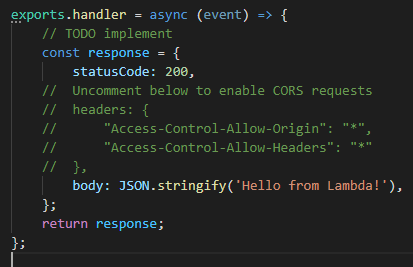 exports.handler = async (event) => {
    // TODO implement
    const response = {
        statusCode: 200,
    //  Uncomment below to enable CORS requests
    //  headers: {
    //      "Access-Control-Allow-Origin": "*",
    //      "Access-Control-Allow-Headers": "*"
    //  },
        body: JSON.stringify('Hello from Lambda!'),
    };
    return response;
};